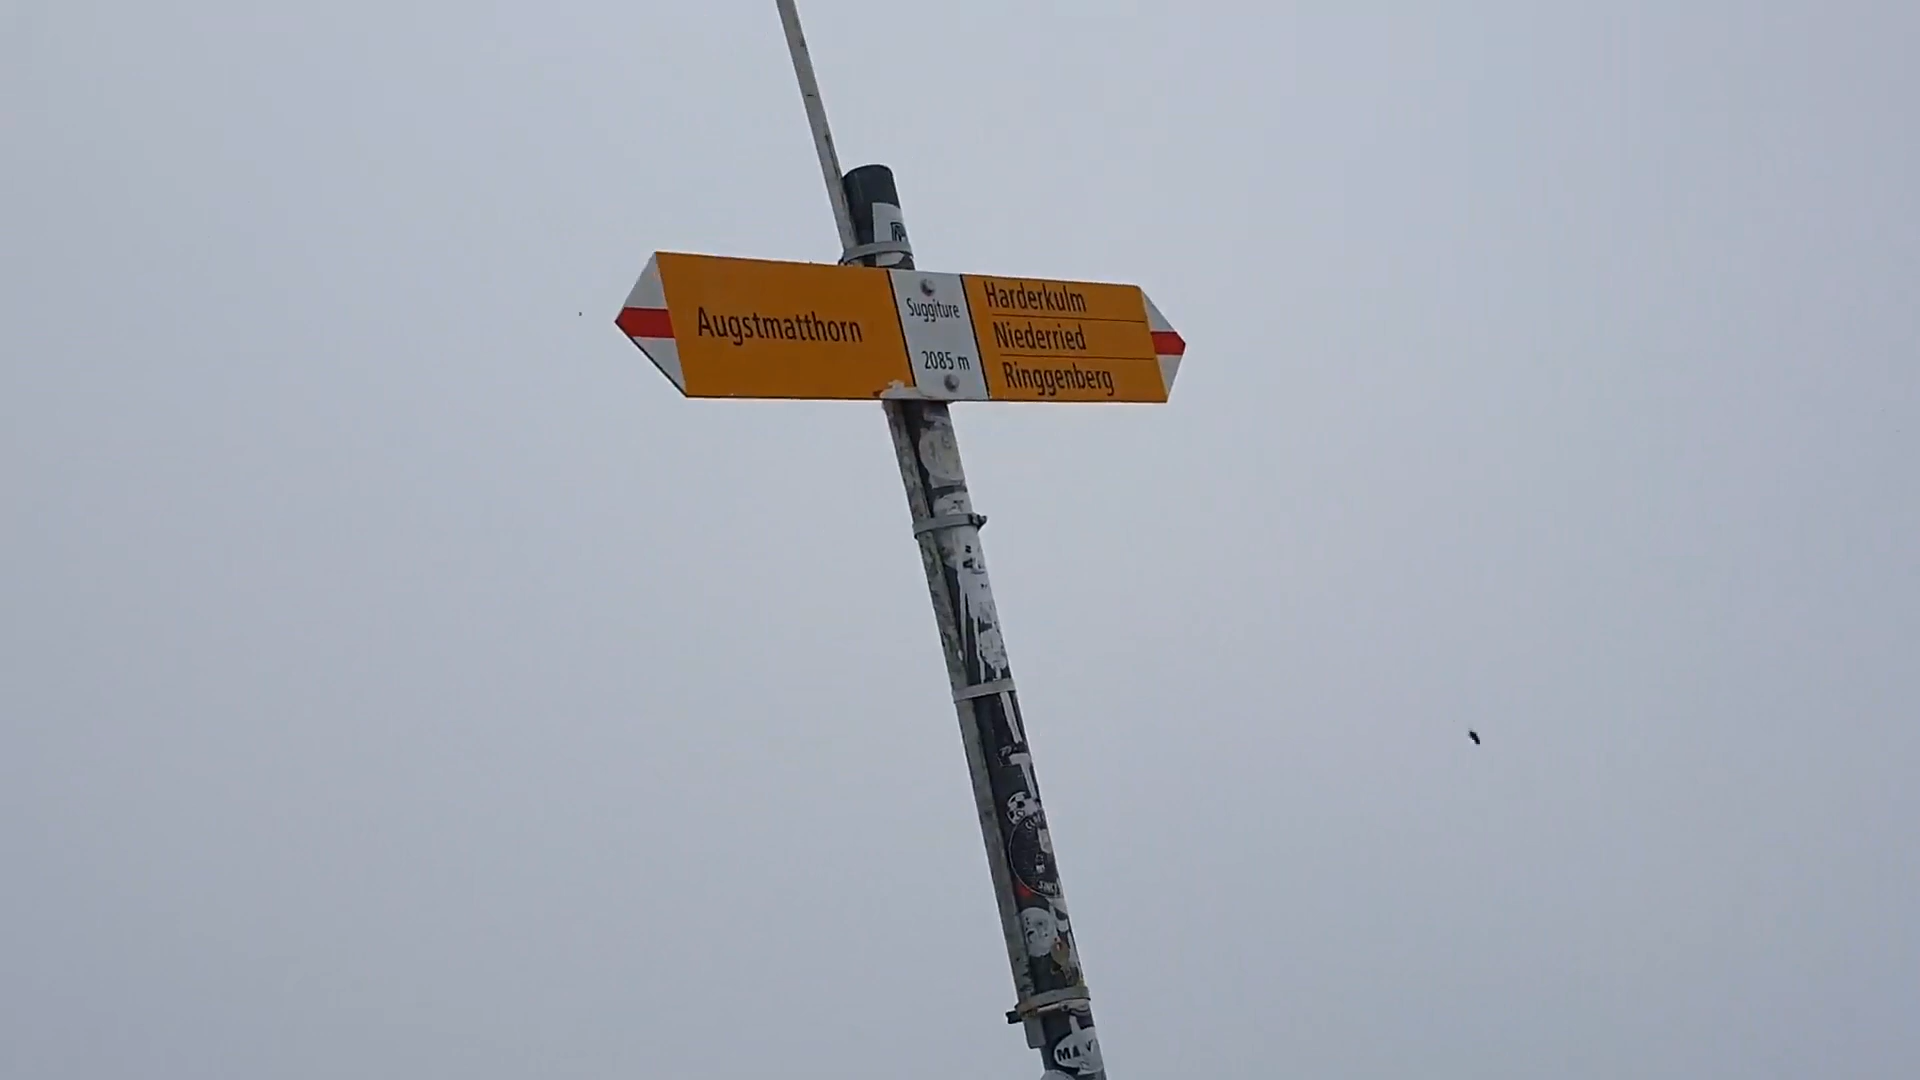 Augstmatthorn
Suggiture
2085 m
Harderkulm
Niederried
Ringgenberg